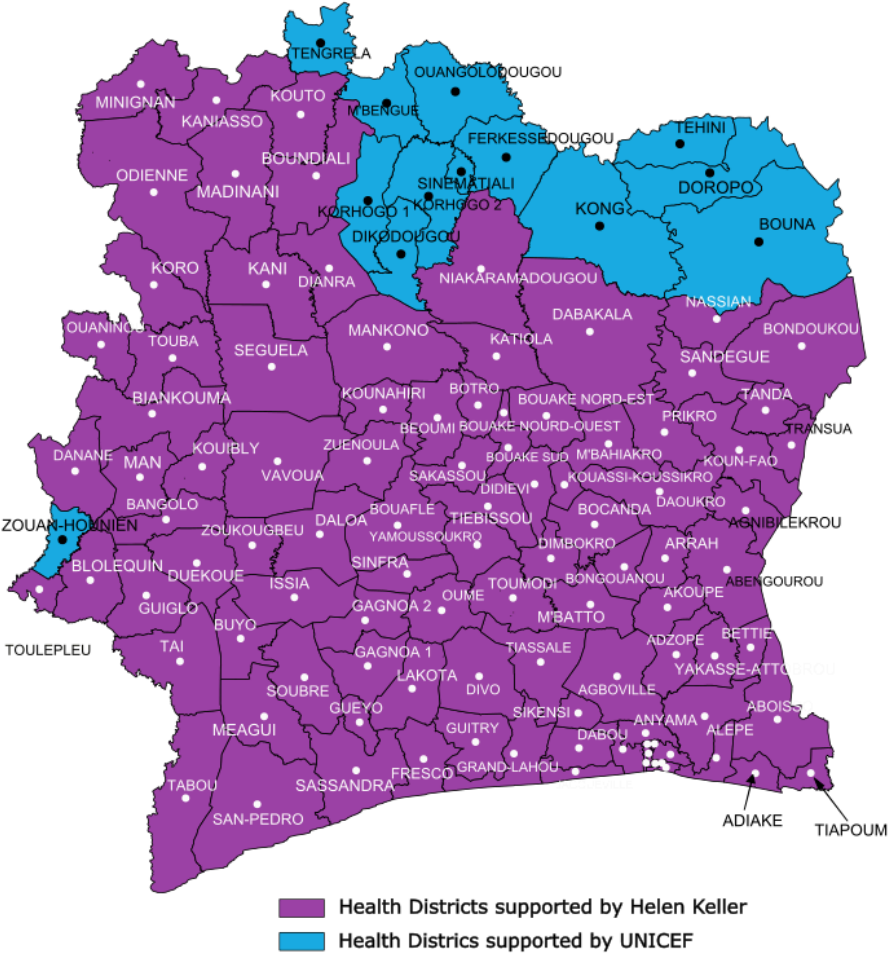 TENGRELA
OUANGOLODOUGOU
MINIGNAN
KOUTO
M'BENGUE
KANIASSO
TEHINI
FERKESSEDOUGOU
BOUNDIALI
ODIENNE
SINEMATIALI
DOROPO
MADINANI
KORHOGO 1
KORHOGO 2
KONG
BOUNA
DIKODOUGOU
KORO
KANI
DIANRA
NIAKARAMADOUGOU
NASSIAN
DABAKALA
OUANINOU
MANKONO
BONDOUKOU
TOUBA
KATIOLA
SEGUELA
SANDEGUE
BIANKOUMA
KOUNAHIRI
BOTRO
BOUAKE NORD-EST
TANDA
PRIKRO
BEOUMI
BOUAKE NOURD-OUEST
TRANSUA
KOUIBLY
ZUENOULA
DANANE
MAN
BOUAKE SUD
M'BAHIAKRO
KOUN-FAO
VAVOUA
SAKASSOU
KOUASSI-KOUSSIKRO
DIDIEVI
DAOUKRO
BANGOLO
BOUAFLE
BOCANDA
ZOUAN-HOUNIEN
DALOA
TIEBISSOU
AGNIBILEKROU
ZOUKOUGBEU
YAMOUSSOUKRO
DIMBOKRO
ARRAH
BLOLEQUIN
SINFRA
DUEKOUE
BONGOUANOU
ABENGOUROU
ISSIA
TOUMODI
AKOUPE
GUIGLO
GAGNOA 2
OUME
M'BATTO
BUYO
BETTIE
TOULEPLEU
TAI
GAGNOA 1
TIASSALE
ADZOPE
YAKASSE-ATTOBROU
LAKOTA
SOUBRE
DIVO
AGBOVILLE
GUEYO
SIKENSI
ABOISS
MEAGUI
GUITRY
ANYAMA
ALEPE
DABOU
FRESCO
GRAND-LAHOU
TABOU
SASSANDRA
SAN-PEDRO
ADIAKE
TIAPOUM
Health Districts supported by Helen Keller
Health Districs supported by UNICEF